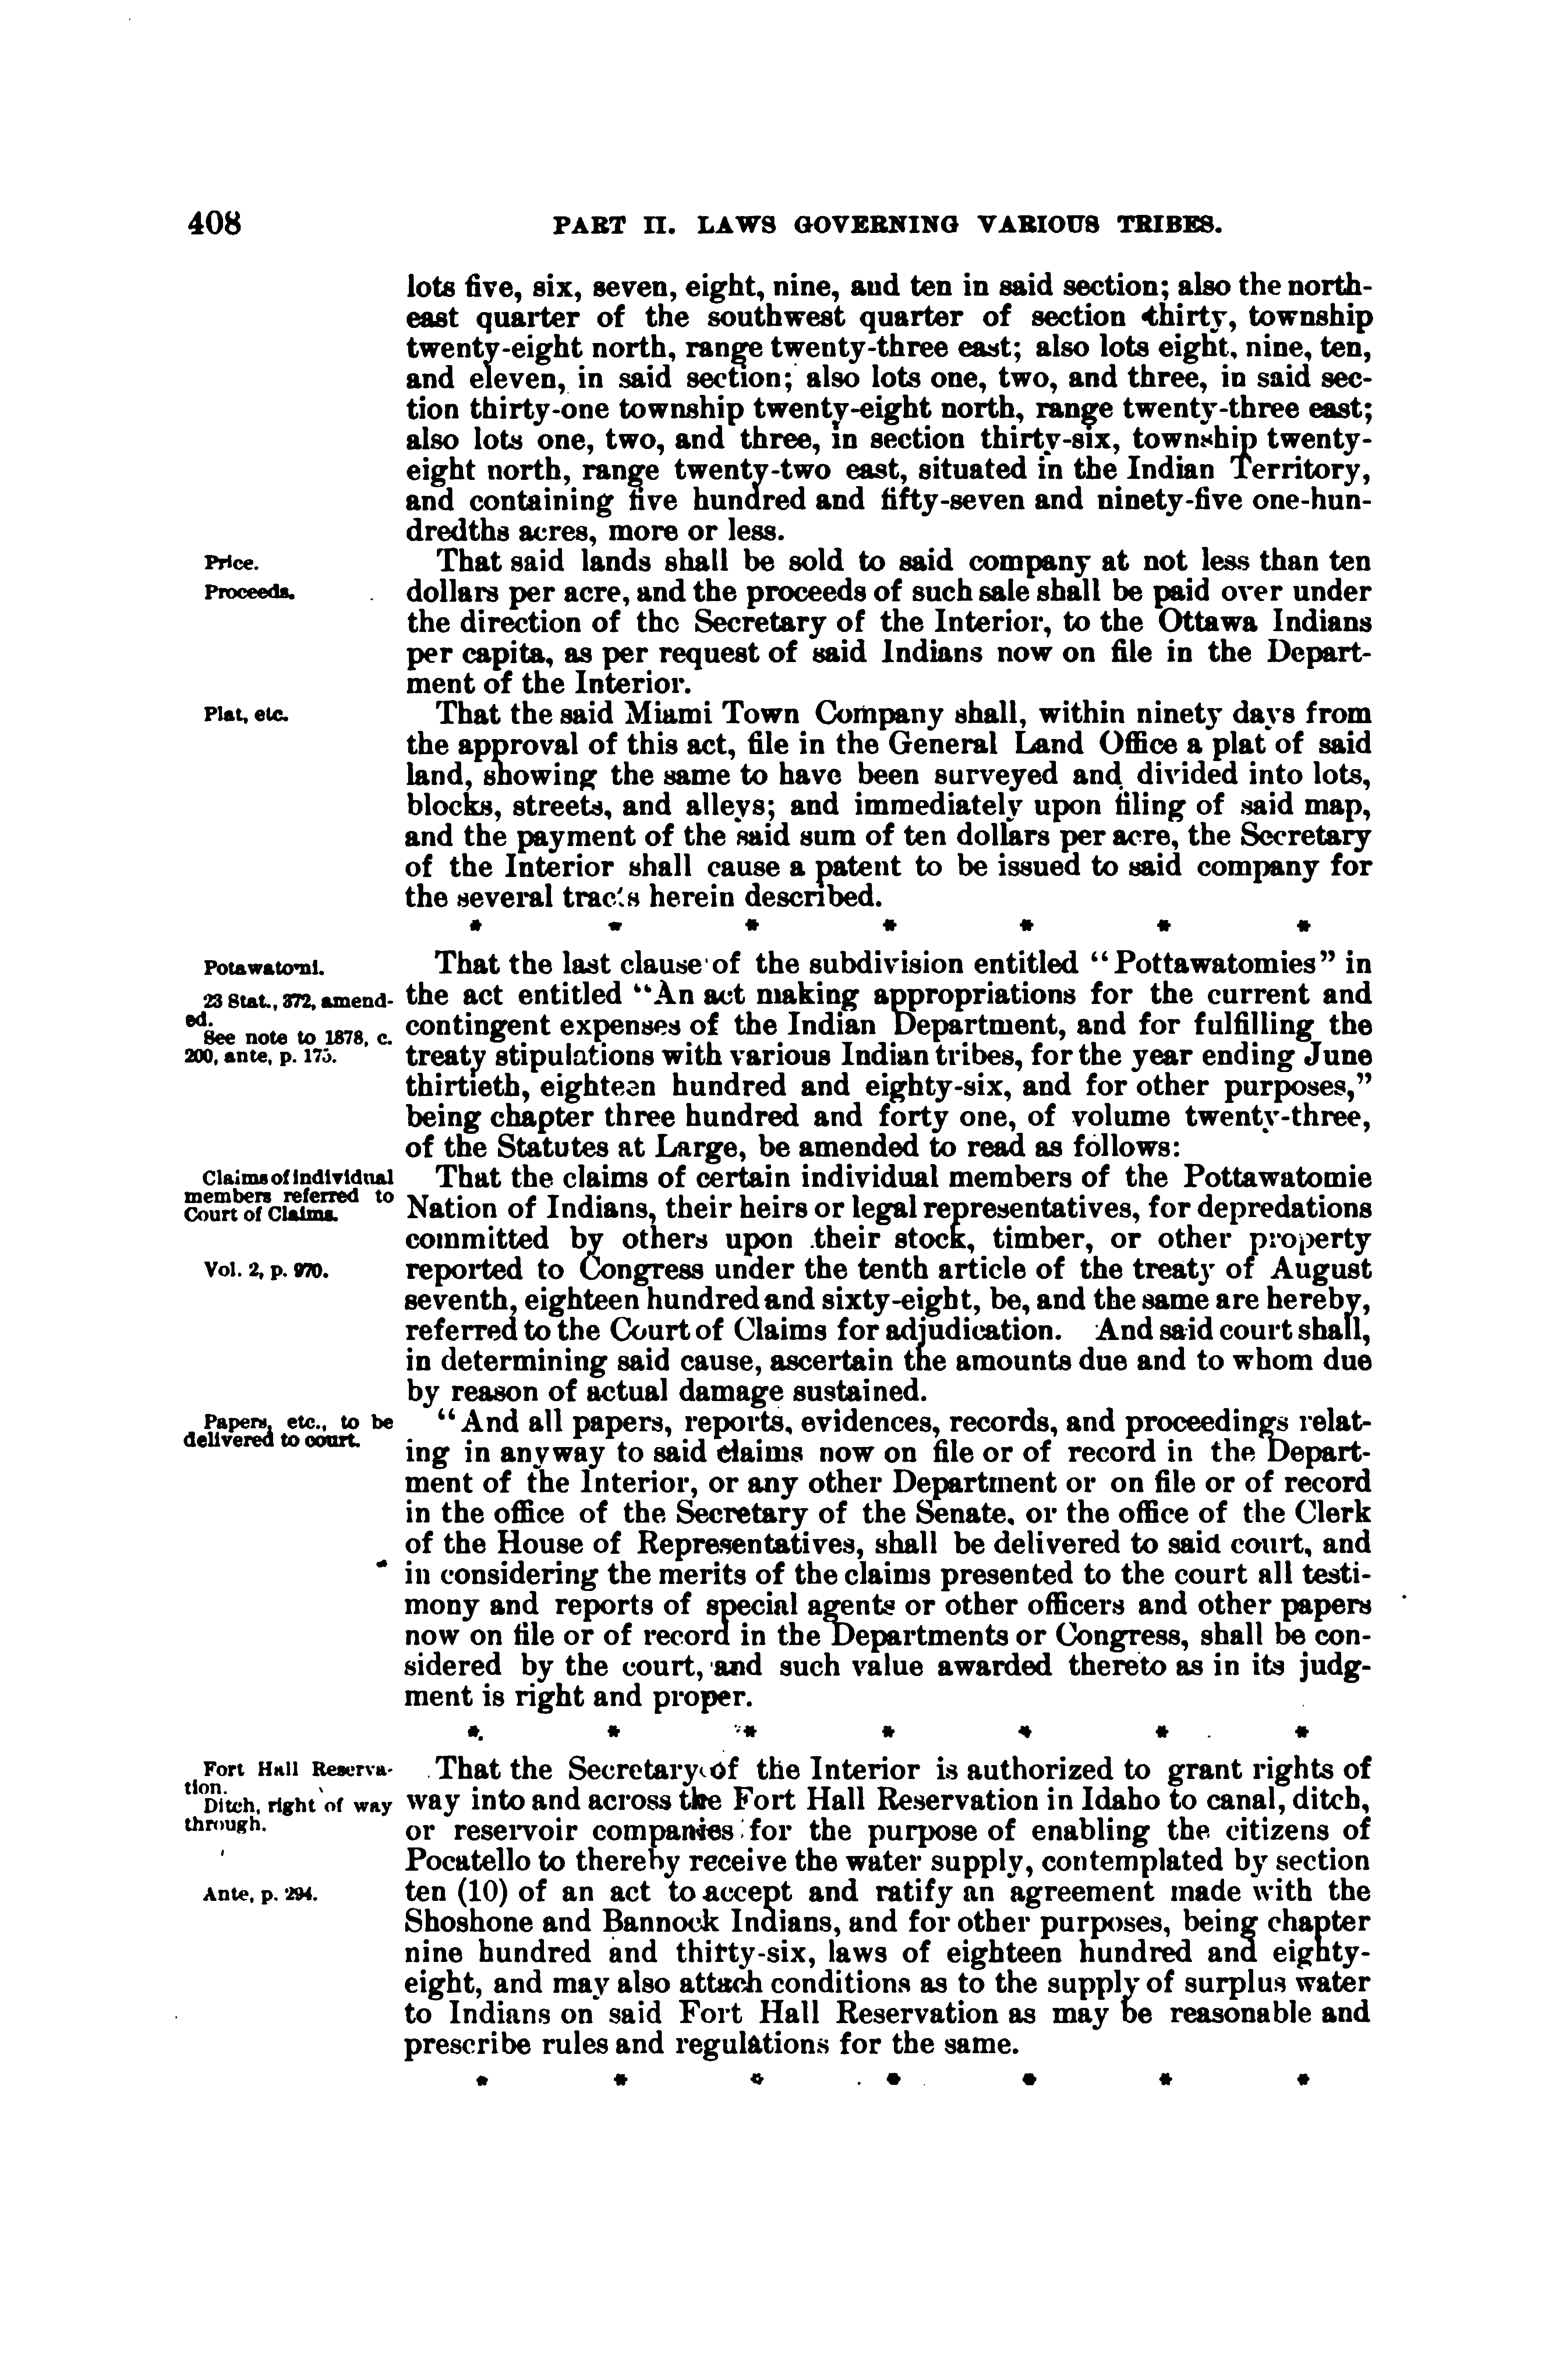 408
PART II. LAWS GOVERNING VARIOUS TRIBES.
lots five, six, seven, eight, nine, and ten in said section; also the north-
east quarter of the southwest quarter of section thirty, township
twenty-eight north, range twenty-three east; also lots eight, nine, ten,
and eleven, in said section; also lots one, two, and three, in said sec-
tion thirty-one township twenty-eight north, range twenty-three east;
also lots one, two, and three, in section thirty-six, township twenty-
eight north, range twenty-two east, situated in the Indian Territory,
and containing five hundred and fifty-seven and ninety-five one-hun-
dredths acres, more or less.
Price.
That said lands shall be sold to said company at not less than ten
Proceeds.
dollars per acre, and the proceeds of such sale shall be paid over under
the direction of the Secretary of the Interior, to the Ottawa Indians
per capita, as per request of said Indians now on file in the Depart-
ment of the Interior.
Plat, etc.
That the said Miami Town Company shall, within ninety days from
the approval of this act, file in the General Land Office a plat of said
land, showing the same to have been surveyed and divided into lots,
blocks, streets, and alleys; and immediately upon filing of said map,
and the payment of the said sum of ten dollars per acre, the Secretary
of the Interior shall cause a patent to be issued to said company for
the several tracts herein described.
* * * * * * *
Potawatomi.
23 Stat., 372, amend-
ed.
See note to 1878, c.
200, ante, p. 175.
That the last clause of the subdivision entitled "Pottawatomies" in
the act entitled "An act making appropriations for the current and
contingent expenses of the Indian Department, and for fulfilling the
treaty stipulations with various Indian tribes, for the year ending June
thirtieth, eighteen hundred and eighty-six, and for other purposes,"
being chapter three hundred and forty one, of volume twenty-three,
of the Statutes at Large, be amended to read as follows:
Claims of individual
members referred to
Court of Claims.
Vol. 2, p. 970.
That the claims of certain individual members of the Pottawatomie
Nation of Indians, their heirs or legal representatives, for depredations
committed by others upon their stock, timber, or other property
reported to Congress under the tenth article of the treaty of August
seventh, eighteen hundred and sixty-eight, be, and the same are hereby,
referred to the Court of Claims for adjudication. And said court shall,
in determining said cause, ascertain the amounts due and to whom due
by reason of actual damage sustained.
Papers, etc., to be
delivered to court.
"And all papers, reports, evidences, records, and proceedings relat-
ing in anyway to said claims now on file or of record in the Depart-
ment of the Interior, or any other Department or on file or of record
in the office of the Secretary of the Senate, or the office of the Clerk
of the House of Representatives, shall be delivered to said court, and
in considering the merits of the claims presented to the court all testi-
mony and reports of special agents or other officers and other papers
now on file or of record in the Departments or Congress, shall be con-
sidered by the court, and such value awarded thereto as in its judg-
ment is right and proper.
* * * * * * *
Fort Hall Reserva-
tion.
Ditch, right of way
through.
Ante, p. 294.
That the Secretary of the Interior is authorized to grant rights of
way into and across the Fort Hall Reservation in Idaho to canal, ditch,
or reservoir companies for the purpose of enabling the citizens of
Pocatello to thereby receive the water supply, contemplated by section
ten (10) of an act to accept and ratify an agreement made with the
Shoshone and Bannock Indians, and for other purposes, being chapter
nine hundred and thirty-six, laws of eighteen hundred and eighty-
eight, and may also attach conditions as to the supply of surplus water
to Indians on said Fort Hall Reservation as may be reasonable and
prescribe rules and regulations for the same.
* * * * * * *